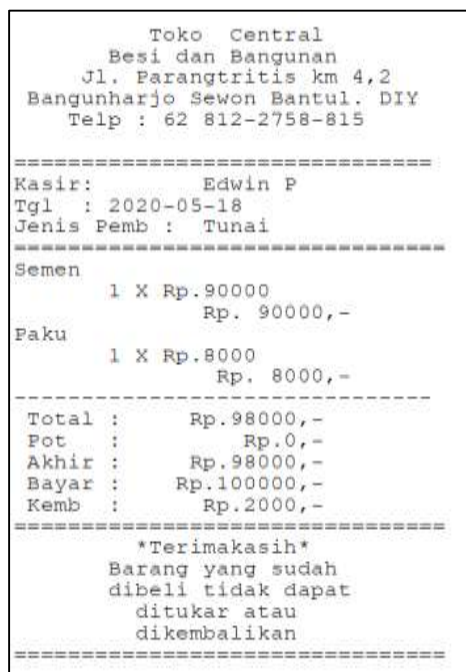 Toko Central
Besi dan Bangunan
Jl. Parangtritis km 4,2
Bangunharjo Sewon Bantul. DIY
Telp : 62 812-2758-815
================================
Kasir: Edwin P
Tgl : 2020-05-18
Jenis Pemb : Tunai
================================
Semen
1 X Rp.90000
Rp. 90000,-
Paku
1 X Rp.8000
Rp. 8000,-
--------------------------------
Total : Rp.98000,-
Pot : Rp.0,-
Akhir : Rp.98000,-
Bayar : Rp.100000,-
Kemb : Rp.2000,-
================================
*Terimakasih*
Barang yang sudah
dibeli tidak dapat
ditukar atau
dikembalikan
================================